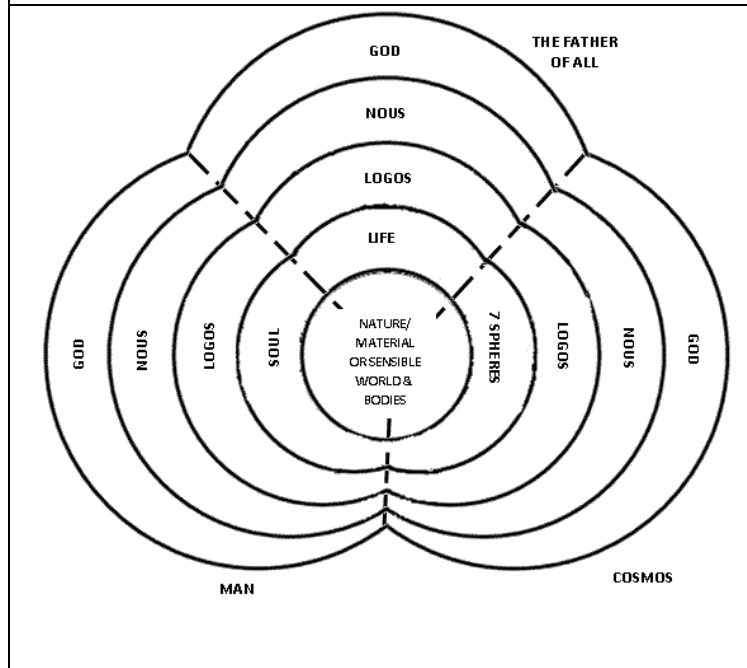 GOD
THE FATHER
OF ALL
NOUS
LOGOS
LIFE
GOD
NOUS
LOGOS
SOUL
NATURE/
MATERIAL
OR SENSIBLE
WORLD &
BODIES
7 SPHERES
LOGOS
NOUS
GOD
MAN
COSMOS